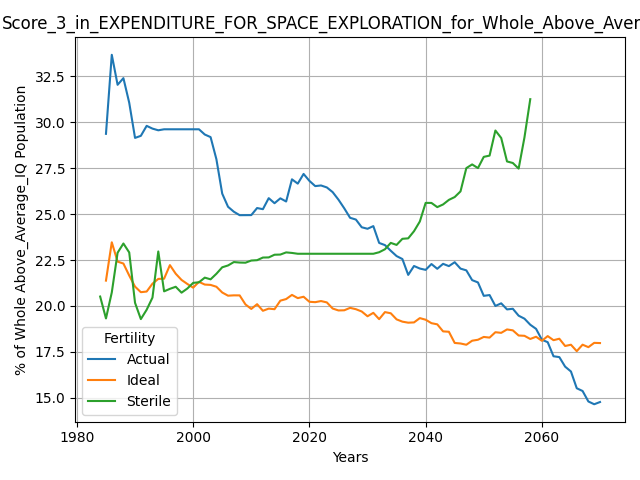 Score_3_in_EXPENDITURE_FOR_SPACE_EXPLORATION_for_Whole_Above_Aver
% of Whole Above_Average_IQ Population
32.5
30.0
27.5
25.0
22.5
20.0
17.5
15.0
Fertility
Actual
Ideal
Sterile
1980
2000
2020
2040
2060
Years